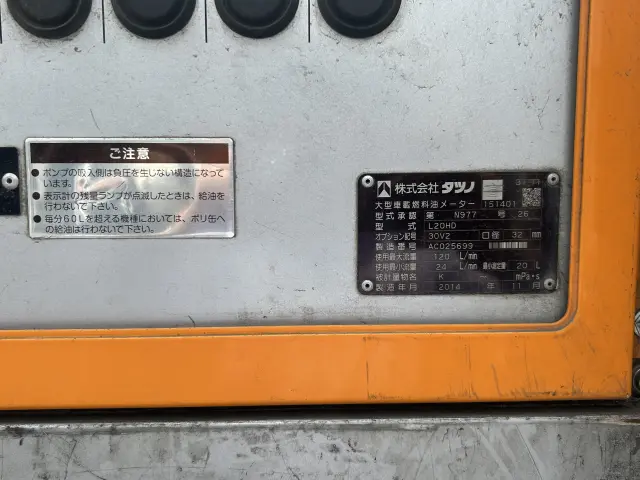 ご注意
● ポンプの吸入側は負圧を生じない構造になって
います。
● 表示計の残量ランプが点滅したときは、給油を
行わないで下さい。
● 毎分60Lを超える機種においては、ポリ缶へ
の給油は行わないで下さい。
株式会社 タツノ
大型車載燃料油メーター 151401
型式承認 第 N977 号 26
型式 L20HD
オプション記号 30V2 口径 32 mm
製造番号 AC025699
使用最大流量 120 L/min
使用最小流量 24 L/min 最小測定量 20 L
被計量物名 K - mPa•s
製造年月 2014 年 11 月